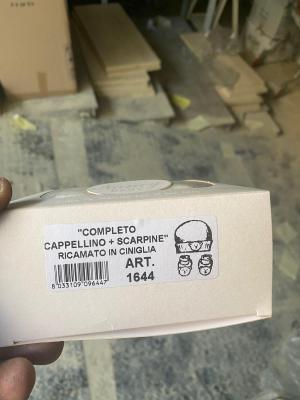 "COMPLETO
CAPPELLINO + SCARPINE"
RICAMATO IN CINIGLIA
ART.
1644
8 033109 096447